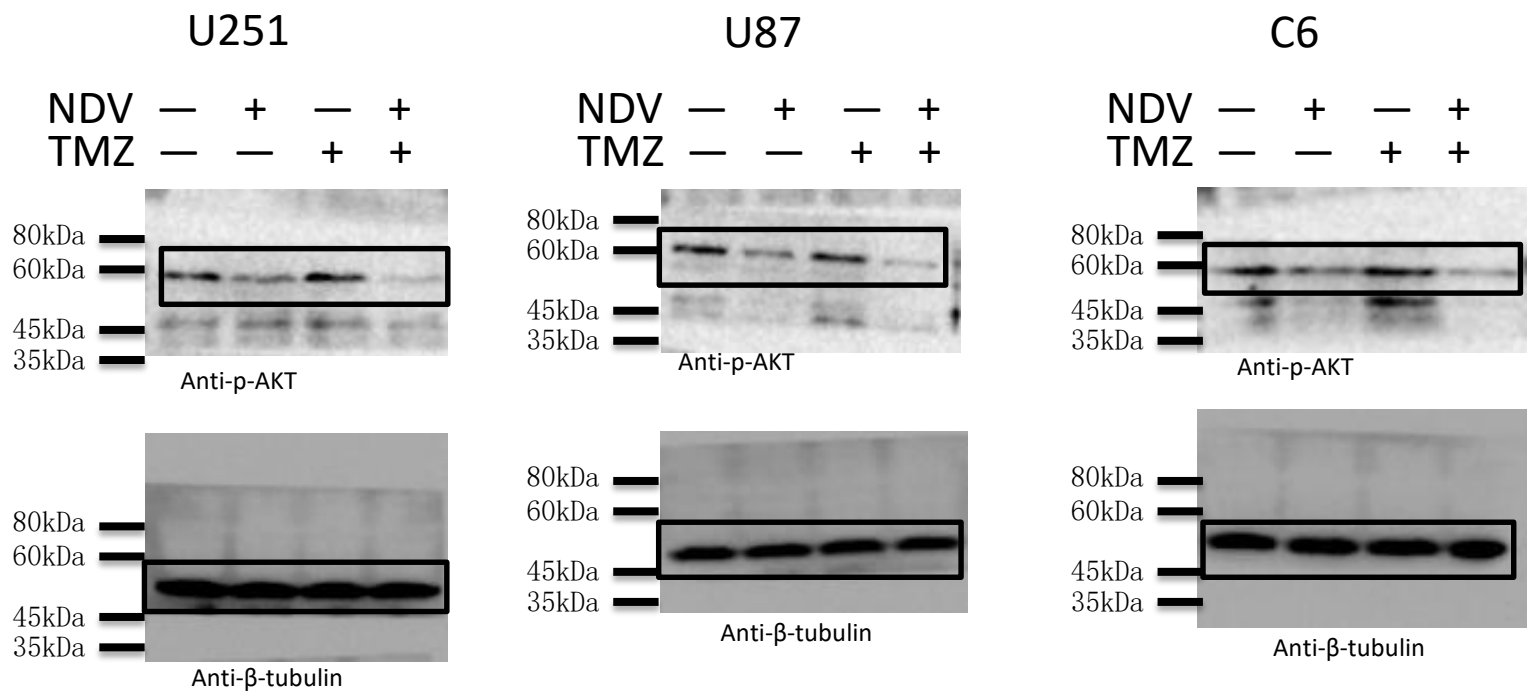 U251
NDV — + — +
TMZ — — + +
80kDa
60kDa
45kDa
35kDa
Anti-p-AKT
80kDa
60kDa
45kDa
35kDa
Anti-β-tubulin
U87
NDV — + — +
TMZ — — + +
80kDa
60kDa
45kDa
35kDa
Anti-p-AKT
80kDa
60kDa
45kDa
35kDa
Anti-β-tubulin
C6
NDV — + — +
TMZ — — + +
80kDa
60kDa
45kDa
35kDa
Anti-p-AKT
80kDa
60kDa
45kDa
35kDa
Anti-β-tubulin